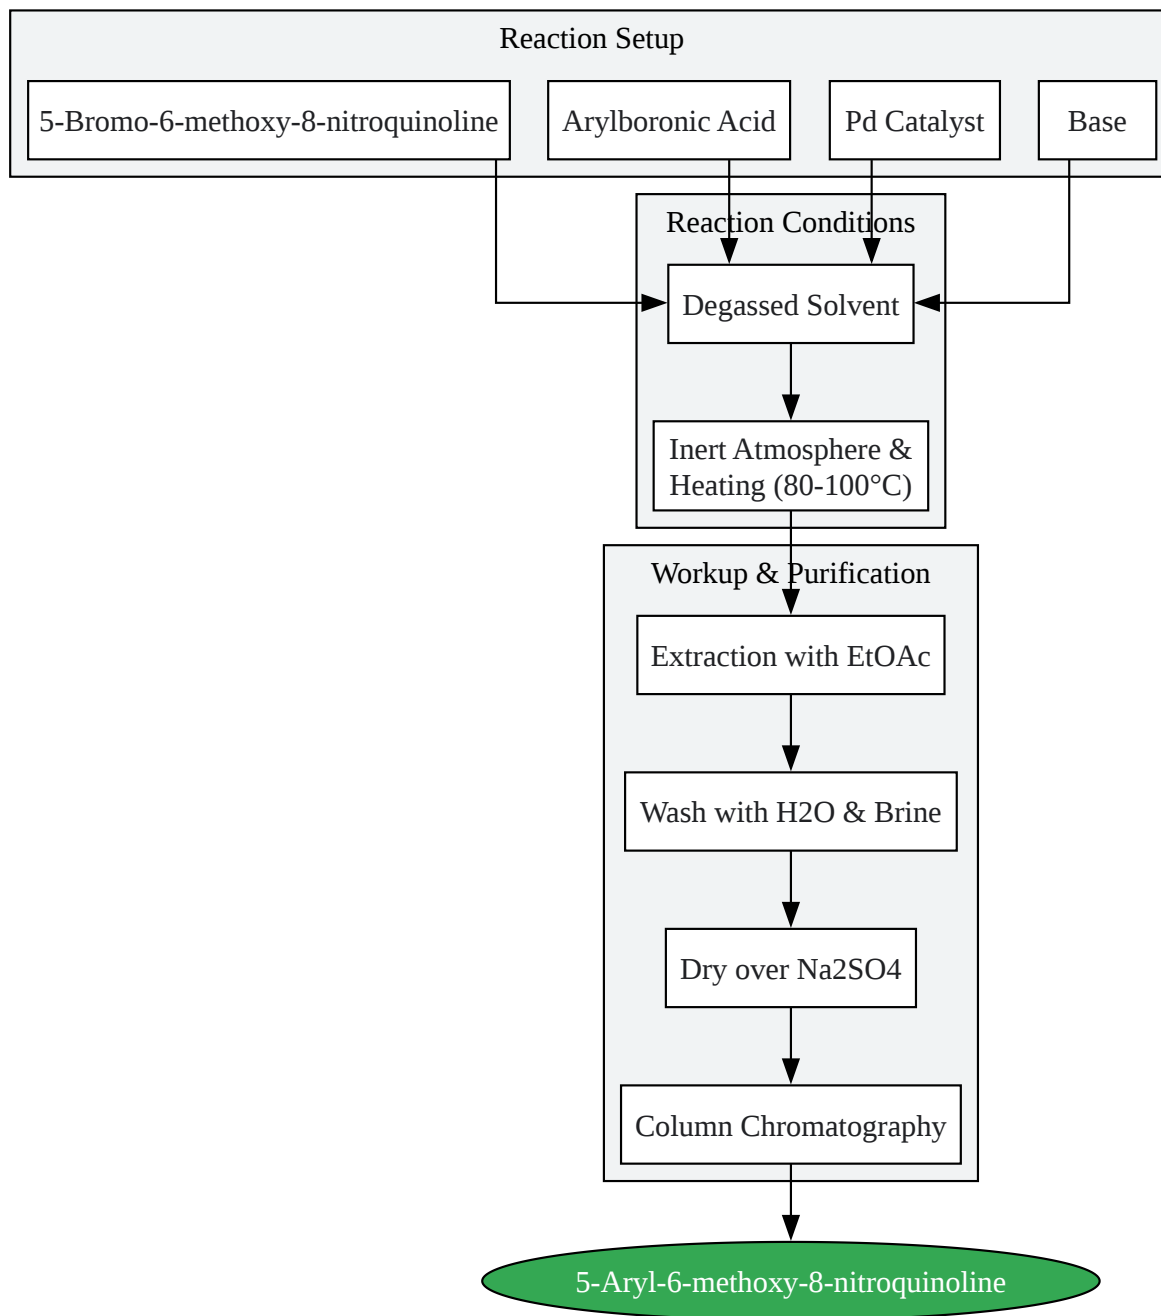 Reaction Setup
5-Bromo-6-methoxy-8-nitroquinoline
Arylboronic Acid
Pd Catalyst
Base
Reaction Conditions
Degassed Solvent
Inert Atmosphere &
Heating (80-100°C)
Workup & Purification
Extraction with EtOAc
Wash with H2O & Brine
Dry over Na2SO4
Column Chromatography
5-Aryl-6-methoxy-8-nitroquinoline